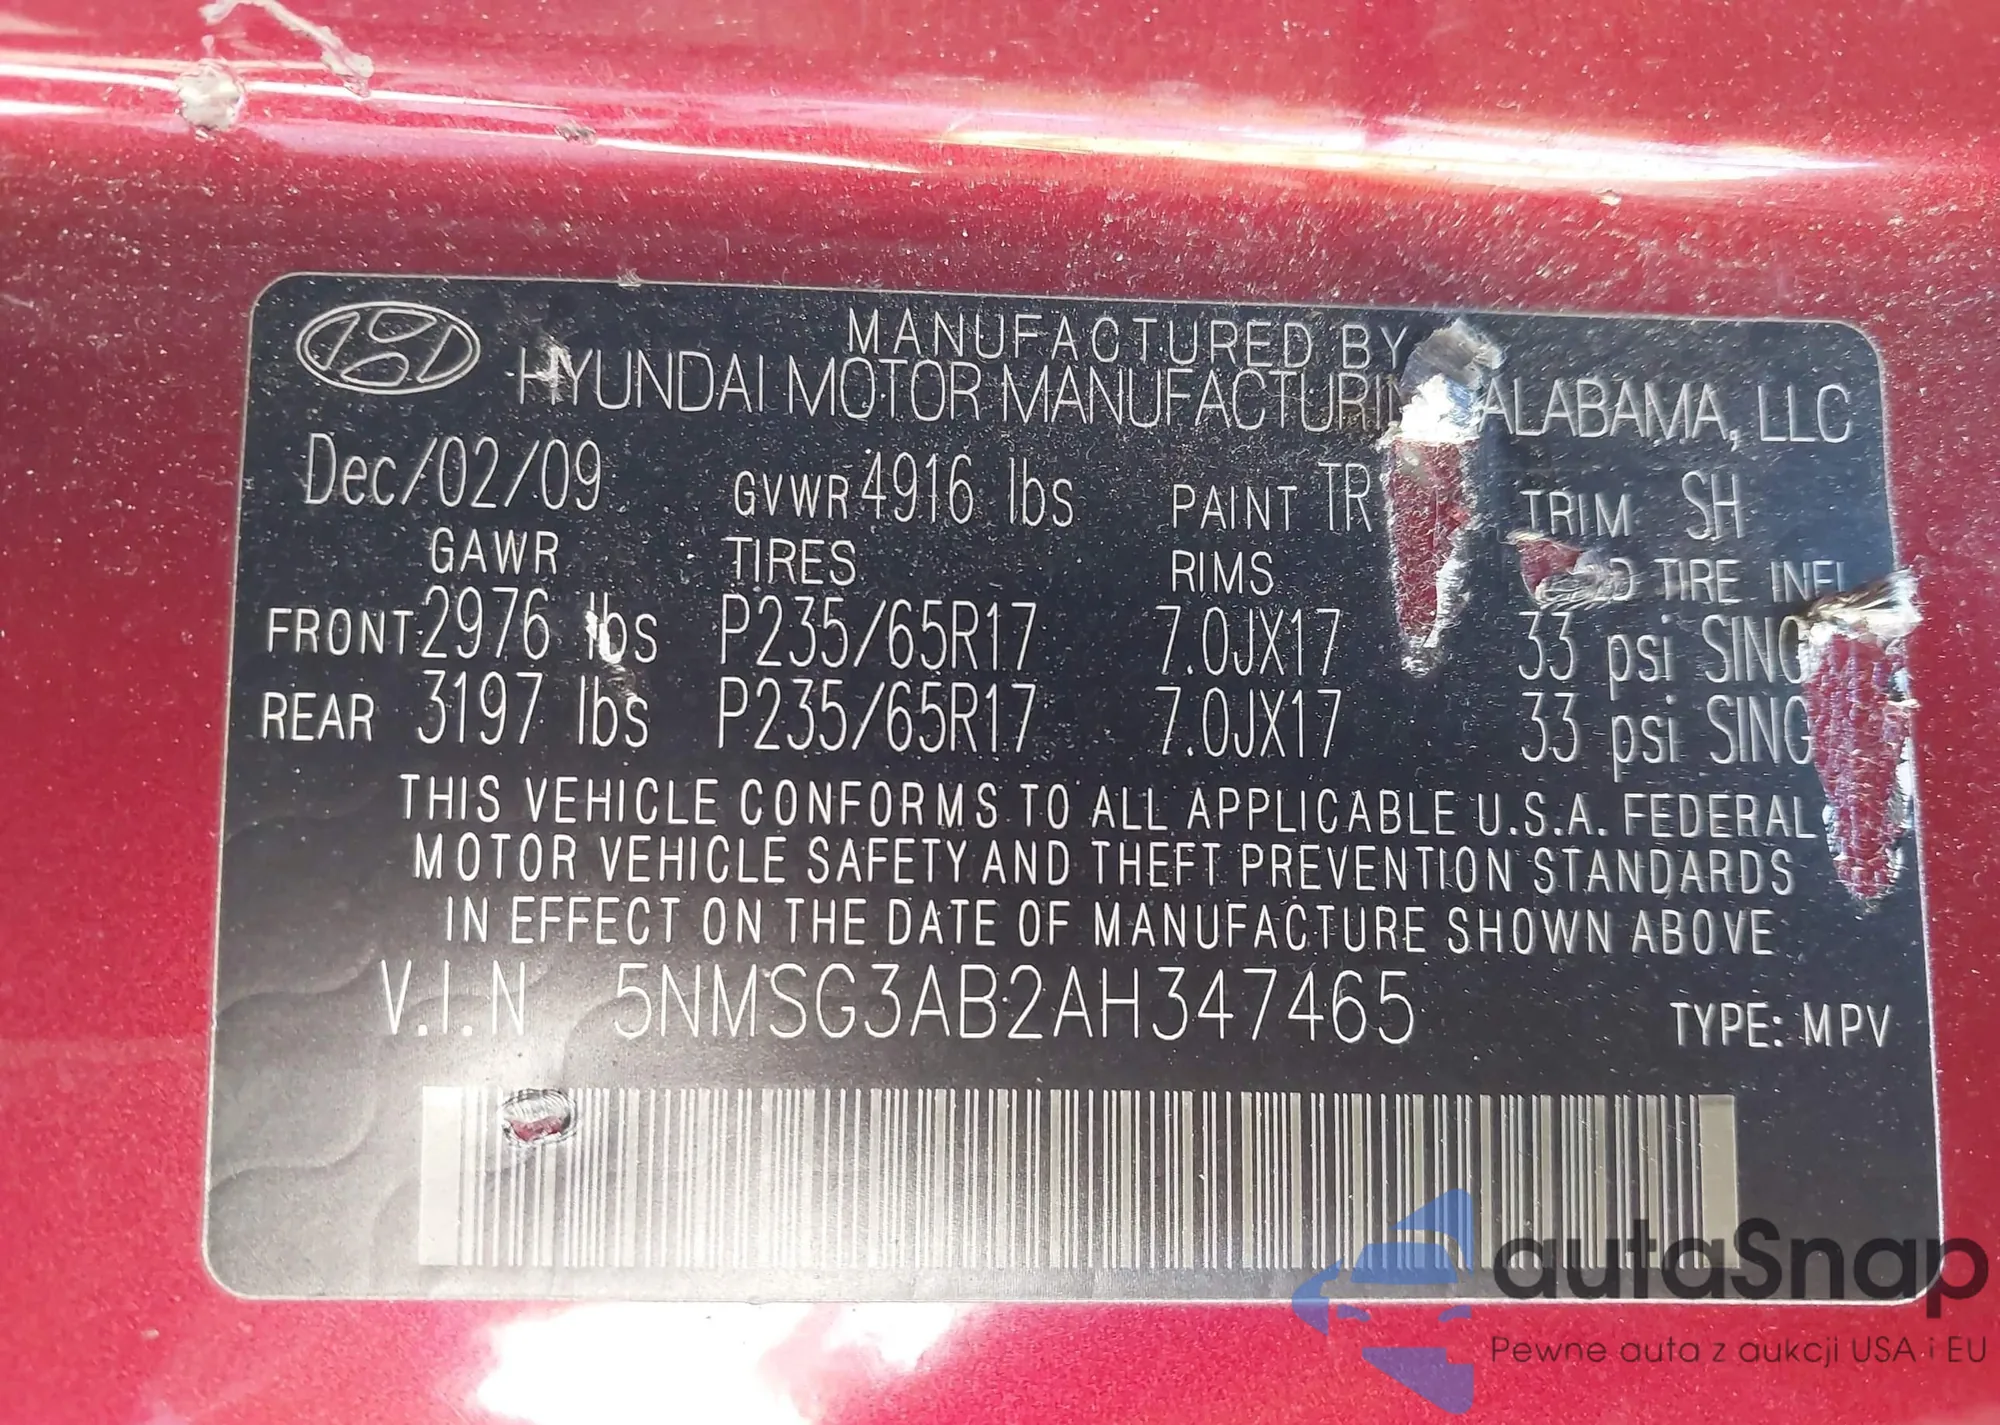 MANUFACTURED BY
HYUNDAI MOTOR MANUFACTURIN ALABAMA, LLC
Dec/02/09 GVWR 4916 lbs PAINT TR TRIM SH
GAWR TIRES RIMS D TIRE INFL
FRONT 2976 lbs P235/65R17 7.0JX17 33 psi SING
REAR 3197 lbs P235/65R17 7.0JX17 33 psi SING
THIS VEHICLE CONFORMS TO ALL APPLICABLE U.S.A. FEDERAL
MOTOR VEHICLE SAFETY AND THEFT PREVENTION STANDARDS
IN EFFECT ON THE DATE OF MANUFACTURE SHOWN ABOVE
V.I.N 5NMSG3AB2AH347465 TYPE: MPV
autaSnap
Pewne auta z aukcji USA i EU